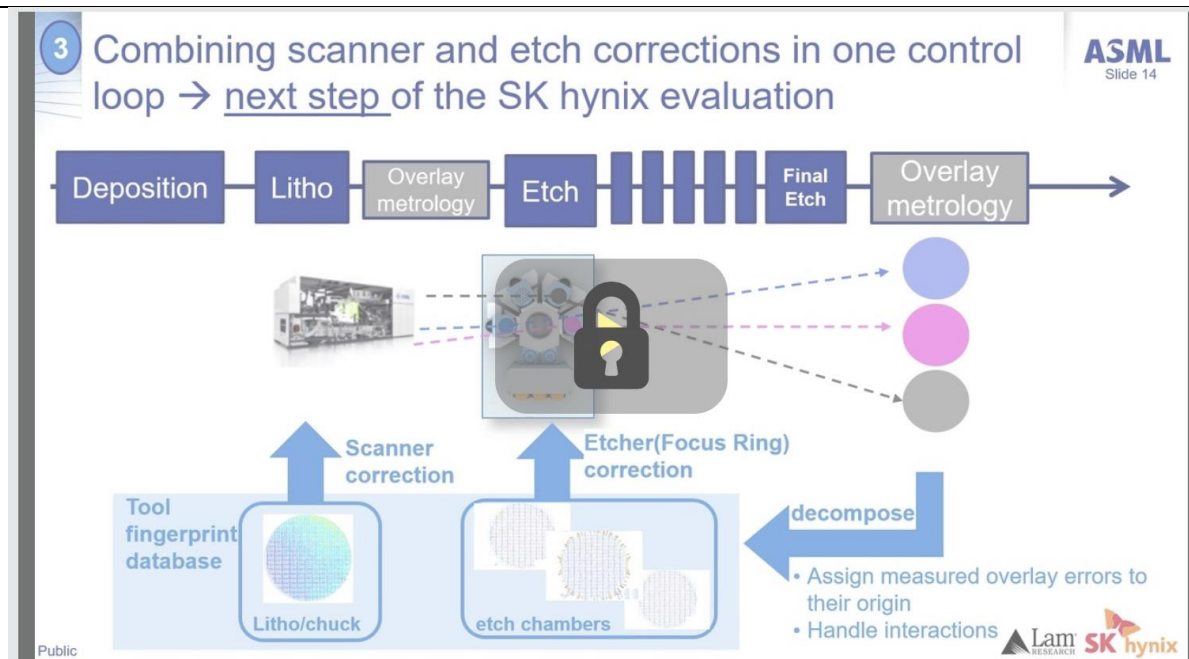 3
Combining scanner and etch corrections in one control
loop → next step of the SK hynix evaluation
ASML
Slide 14
Deposition
Litho
Overlay
metrology
Etch
Final
Etch
Overlay
metrology
Scanner
correction
Etcher(Focus Ring)
correction
Tool
fingerprint
database
Litho/chuck
etch chambers
decompose
• Assign measured overlay errors to
their origin
• Handle interactions
Lam
RESEARCH
SK hynix
Public